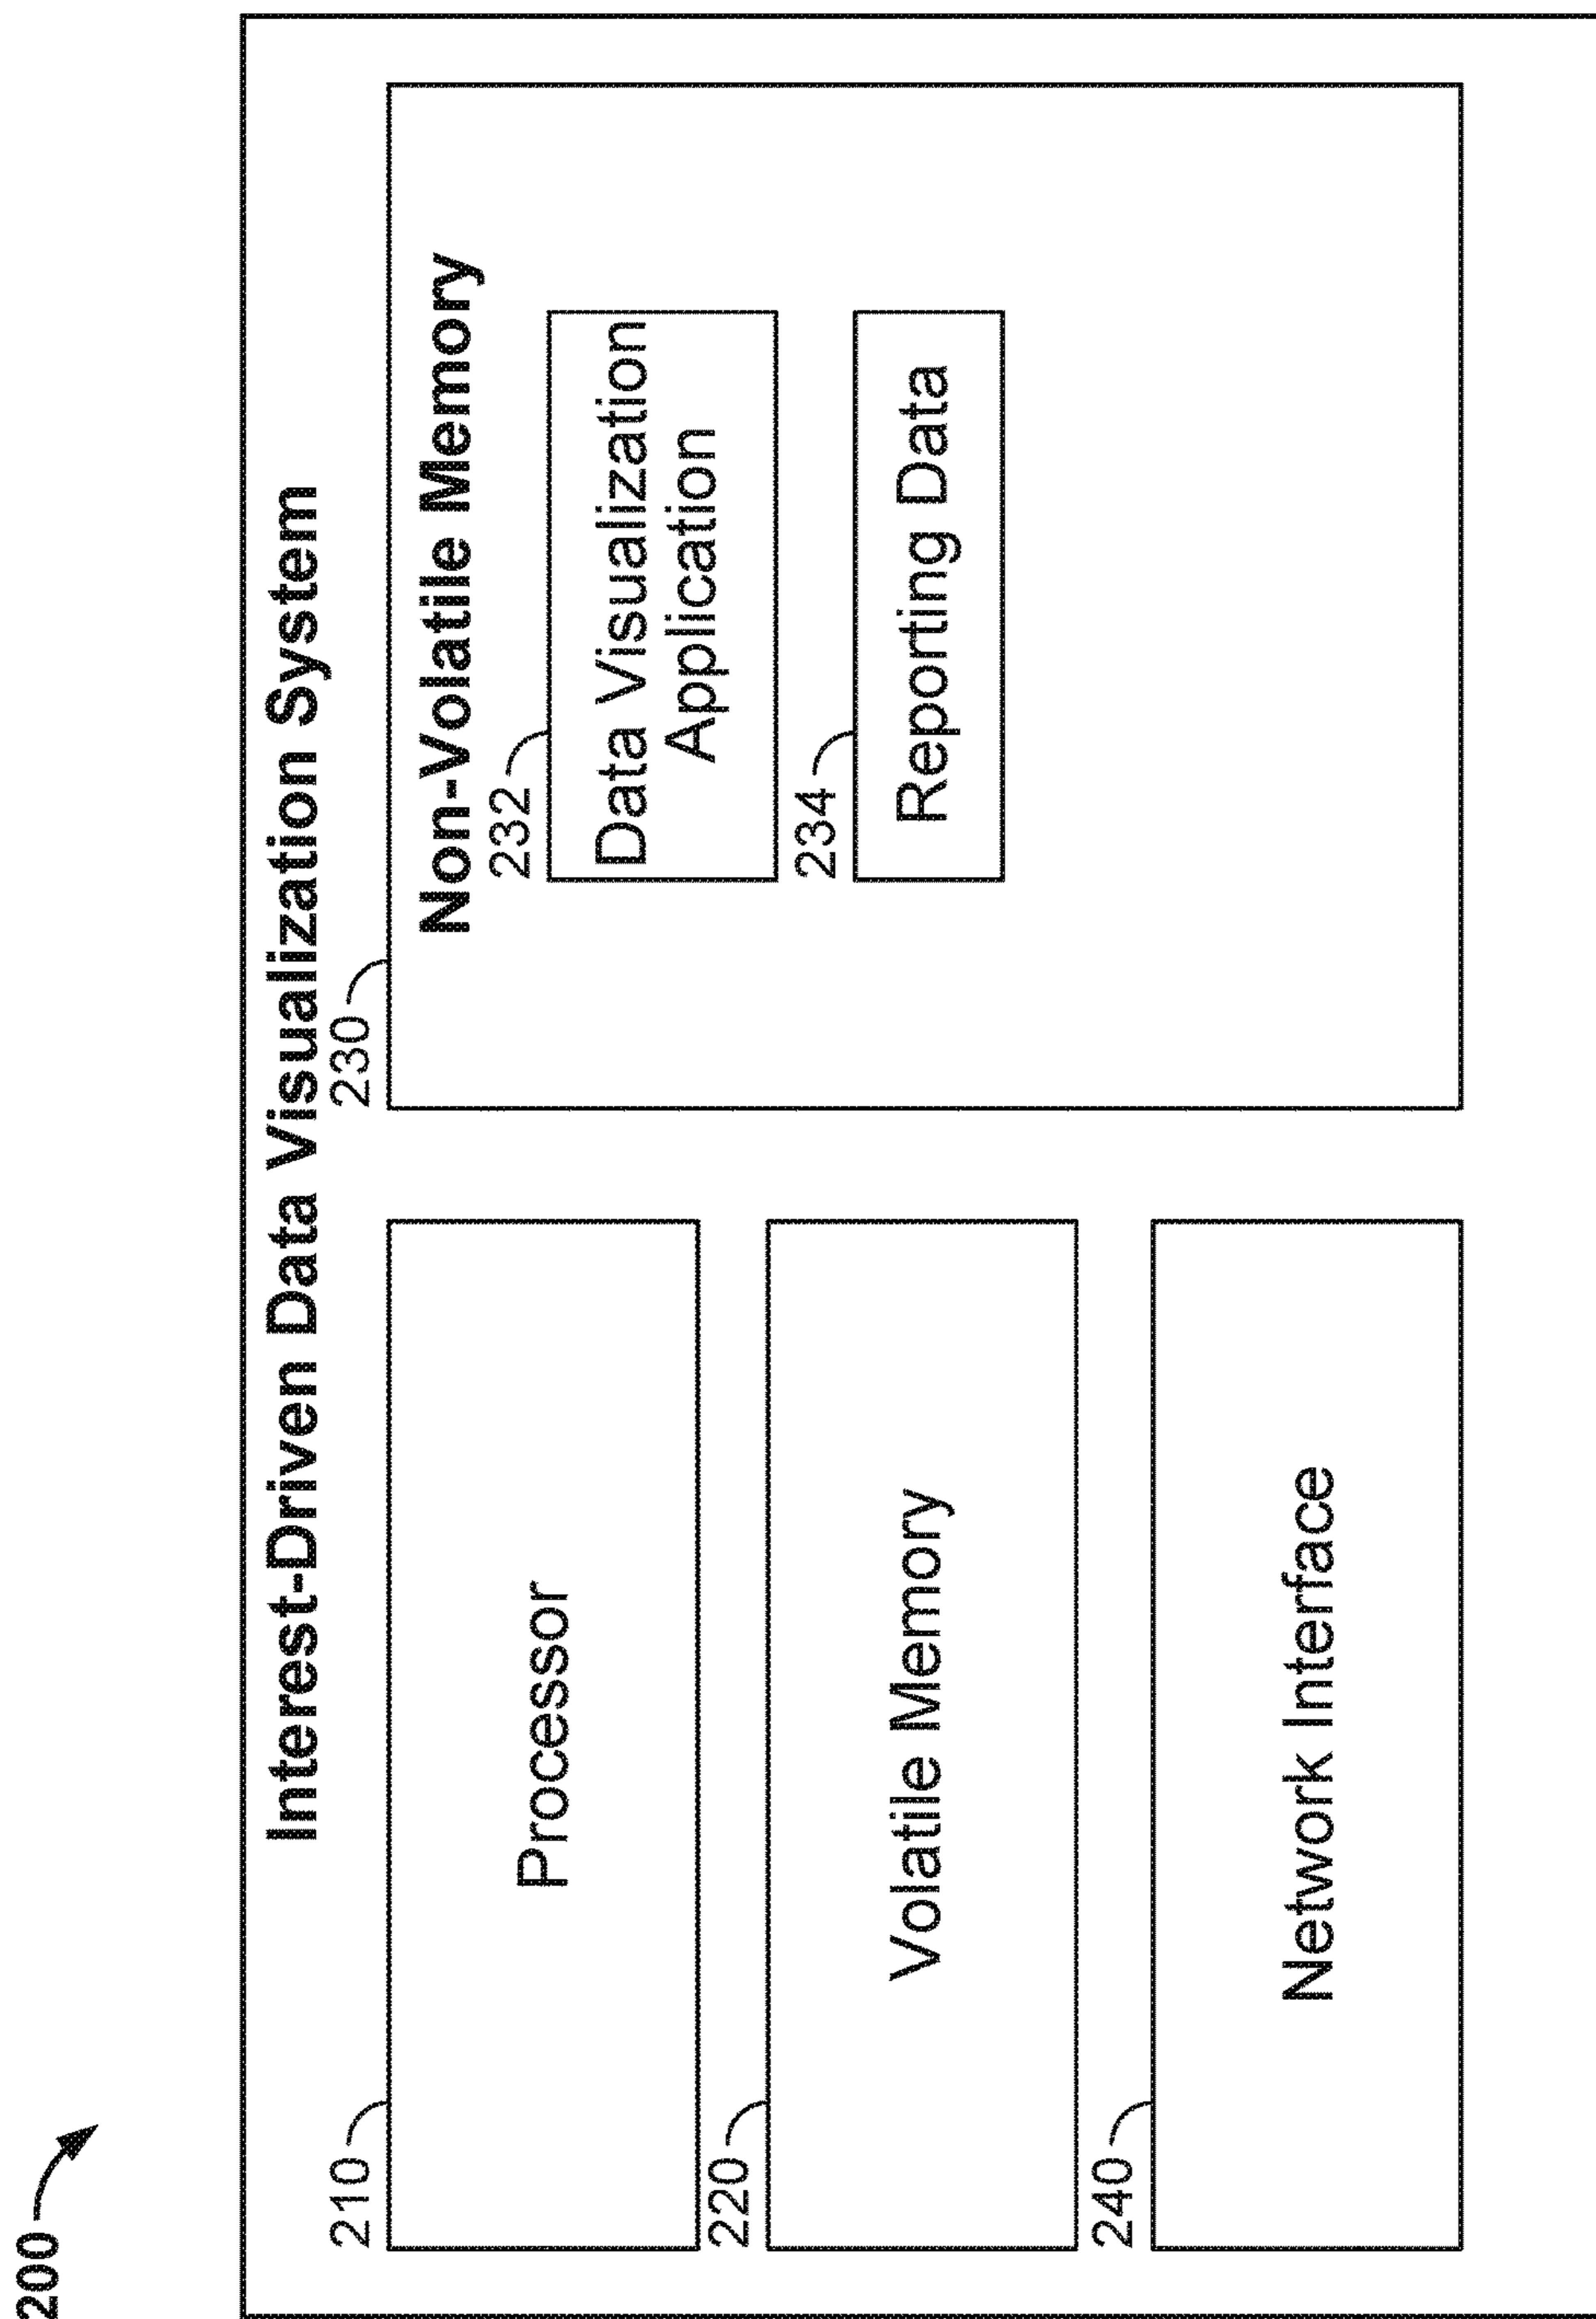 200
Interest-Driven Data Visualization System
210
Processor
220
Volatile Memory
240
Network Interface
230
Non-Volatile Memory
232
Data Visualization
Application
234
Reporting Data